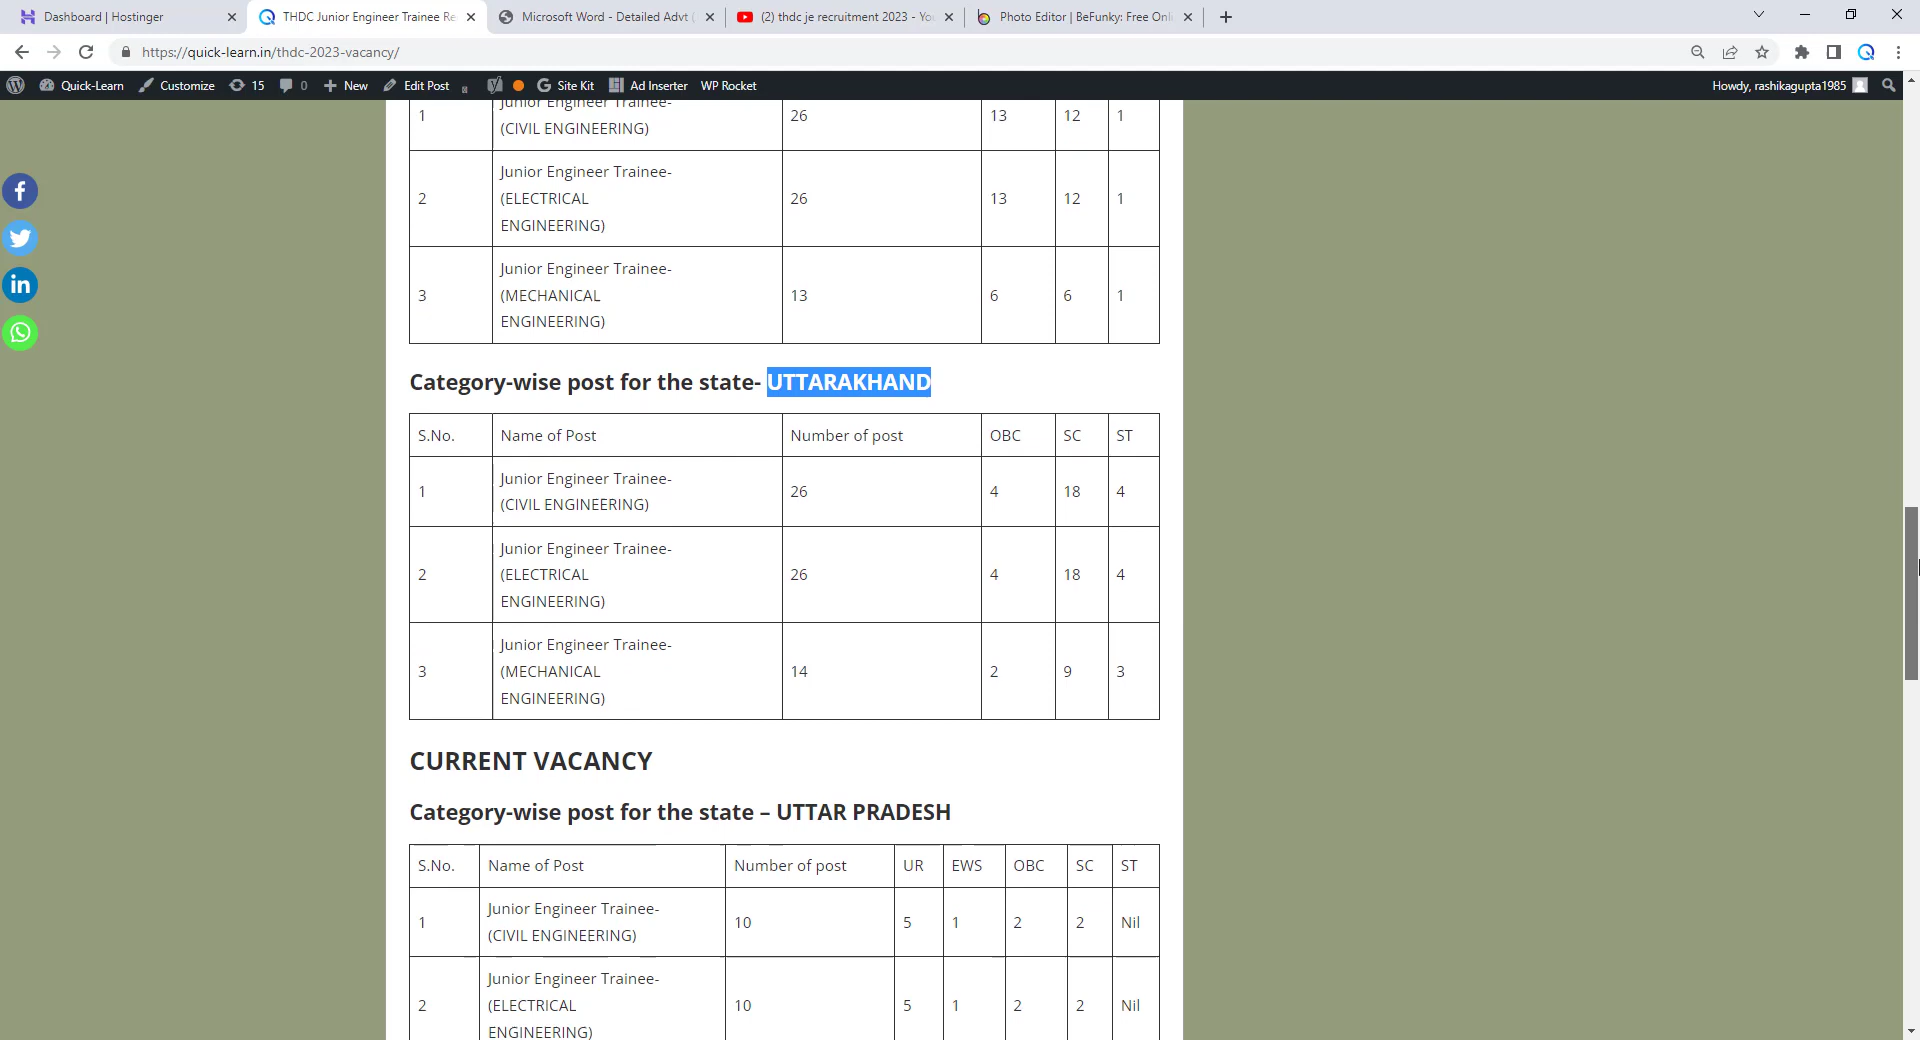 Dashboard | Hostinger
THDC Junior Engineer Trainee Re
Microsoft Word - Detailed Advt (
(2) thdc je recruitment 2023 - Yo
Photo Editor | BeFunky: Free Onli
https://quick-learn.in/thdc-2023-vacancy/
Quick-Learn Customize 15 0 New Edit Post Site Kit Ad Inserter WP Rocket Howdy, rashikagupta1985
1 Junior Engineer Trainee- 26 13 12 1
(CIVIL ENGINEERING)
2 Junior Engineer Trainee- 26 13 12 1
(ELECTRICAL
ENGINEERING)
3 Junior Engineer Trainee- 13 6 6 1
(MECHANICAL
ENGINEERING)
Category-wise post for the state- UTTARAKHAND
S.No. Name of Post Number of post OBC SC ST
1 Junior Engineer Trainee- 26 4 18 4
(CIVIL ENGINEERING)
2 Junior Engineer Trainee- 26 4 18 4
(ELECTRICAL
ENGINEERING)
3 Junior Engineer Trainee- 14 2 9 3
(MECHANICAL
ENGINEERING)
CURRENT VACANCY
Category-wise post for the state – UTTAR PRADESH
S.No. Name of Post Number of post UR EWS OBC SC ST
1 Junior Engineer Trainee- 10 5 1 2 2 Nil
(CIVIL ENGINEERING)
2 Junior Engineer Trainee- 10 5 1 2 2 Nil
(ELECTRICAL
ENGINEERING)